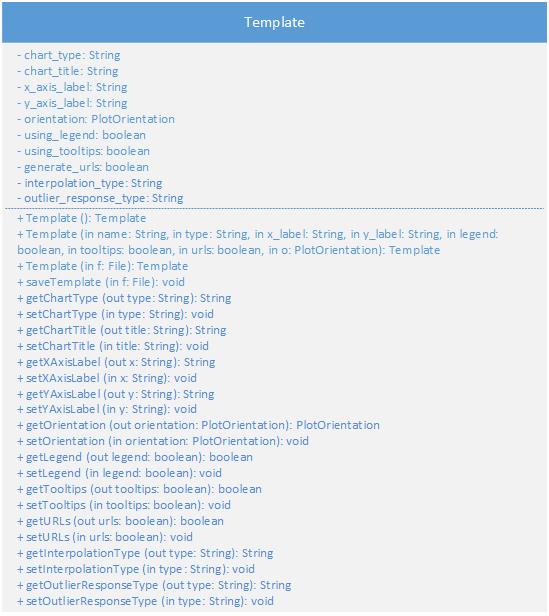 Template
- chart_type: String
- chart_title: String
- x_axis_label: String
- y_axis_label: String
- orientation: PlotOrientation
- using_legend: boolean
- using_tooltips: boolean
- generate_urls: boolean
- interpolation_type: String
- outlier_response_type: String
+ Template (): Template
+ Template (in name: String, in type: String, in x_label: String, in y_label: String, in legend:
boolean, in tooltips: boolean, in urls: boolean, in o: PlotOrientation): Template
+ Template (in f: File): Template
+ saveTemplate (in f: File): void
+ getChartType (out type: String): String
+ setChartType (in type: String): void
+ getChartTitle (out title: String): String
+ setChartTitle (in title: String): void
+ getXAxisLabel (out x: String): String
+ setXAxisLabel (in x: String): void
+ getYAxisLabel (out y: String): String
+ setYAxisLabel (in y: String): void
+ getOrientation (out orientation: PlotOrientation): PlotOrientation
+ setOrientation (in orientation: PlotOrientation): void
+ getLegend (out legend: boolean): boolean
+ setLegend (in legend: boolean): void
+ getTooltips (out tooltips: boolean): boolean
+ setTooltips (in tooltips: boolean): void
+ getURLs (out urls: boolean): boolean
+ setURLs (in urls: boolean): void
+ getInterpolationType (out type: String): String
+ setInterpolationType (in type : String): void
+ getOutlierResponseType (out type: String): String
+ setOutlierResponseType (in type: String): void